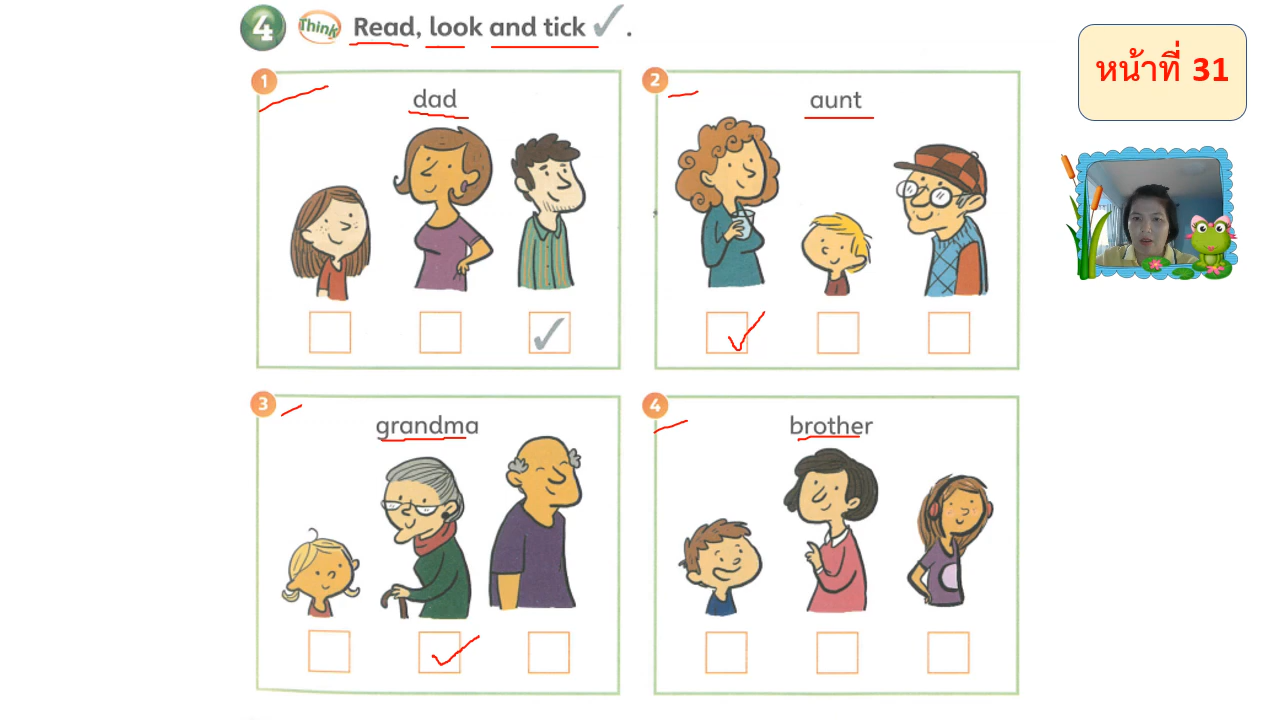 4 Think Read, look and tick ✓.
หน้าที่ 31
1
dad
2
aunt
3
grandma
4
brother